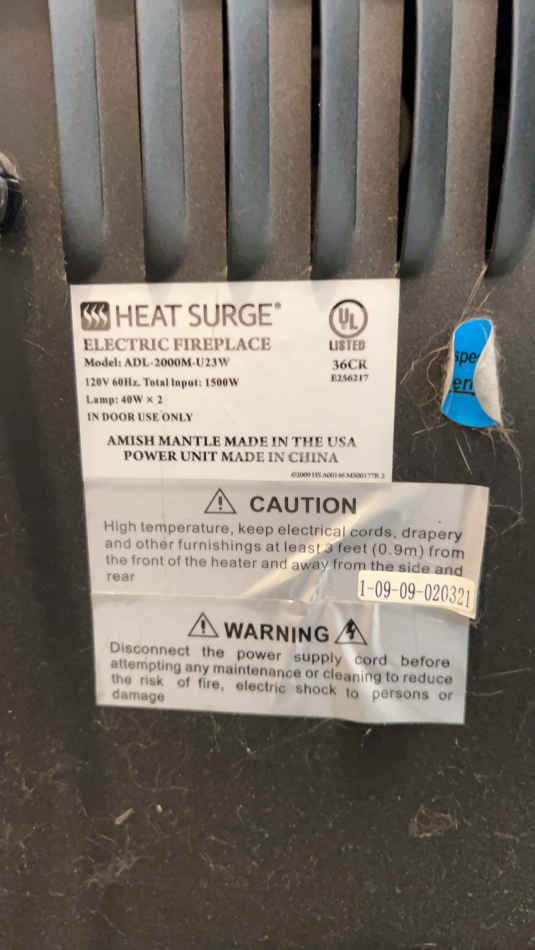 HEAT SURGE®
ELECTRIC FIREPLACE
Model: ADL-2000M-U23W
120V 60Hz. Total Input: 1500W
Lamp: 40W × 2
IN DOOR USE ONLY
UL
LISTED
36CR
E256217
AMISH MANTLE MADE IN THE USA
POWER UNIT MADE IN CHINA
CAUTION
High temperature, keep electrical cords, drapery
and other furnishings at least 3 feet (0.9m) from
the front of the heater and away from the side and
rear
1-09-09-020321
WARNING
Disconnect the power supply cord before
attempting any maintenance or cleaning to reduce
the risk of fire, electric shock to persons or
damage